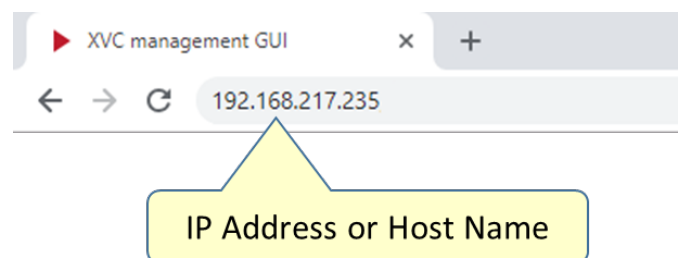 XVC management GUI
192.168.217.235
IP Address or Host Name